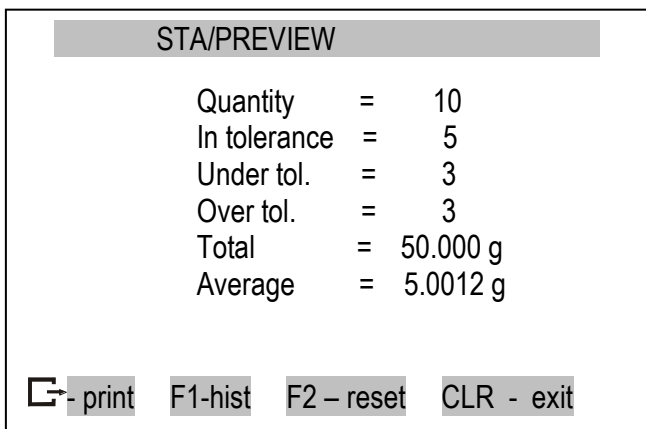 STA/PREVIEW
Quantity = 10
In tolerance = 5
Under tol. = 3
Over tol. = 3
Total = 50.000 g
Average = 5.0012 g
- print F1-hist F2 – reset CLR - exit